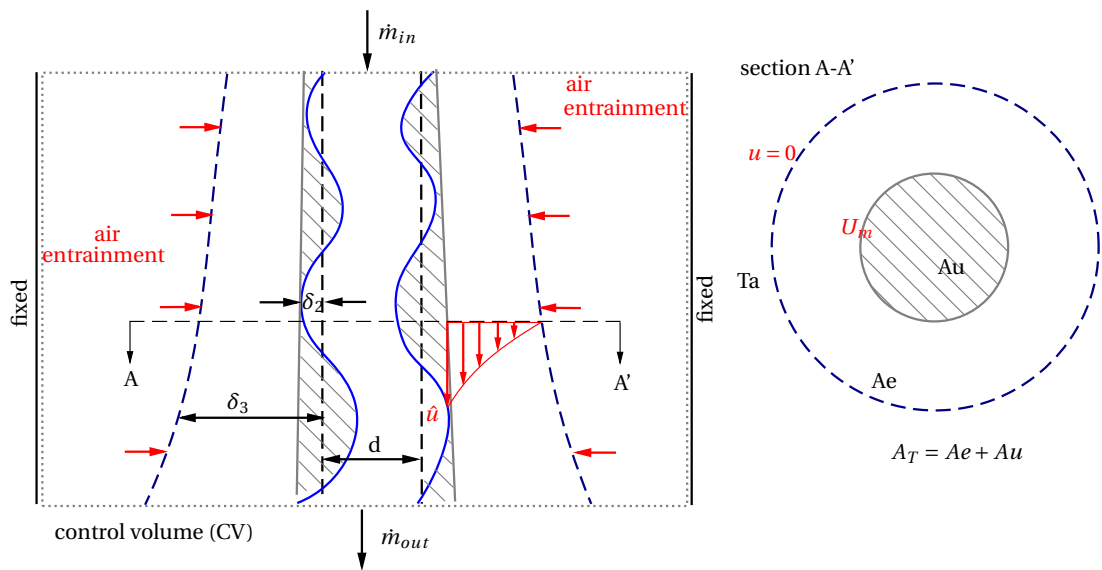 ṁ_in
section A-A'
air
entrainment
u = 0
air
entrainment
U_m
Au
Ta
fixed
δ_2
fixed
A
A'
Ae
δ_3
û
d
A_T = Ae + Au
control volume (CV)
ṁ_out